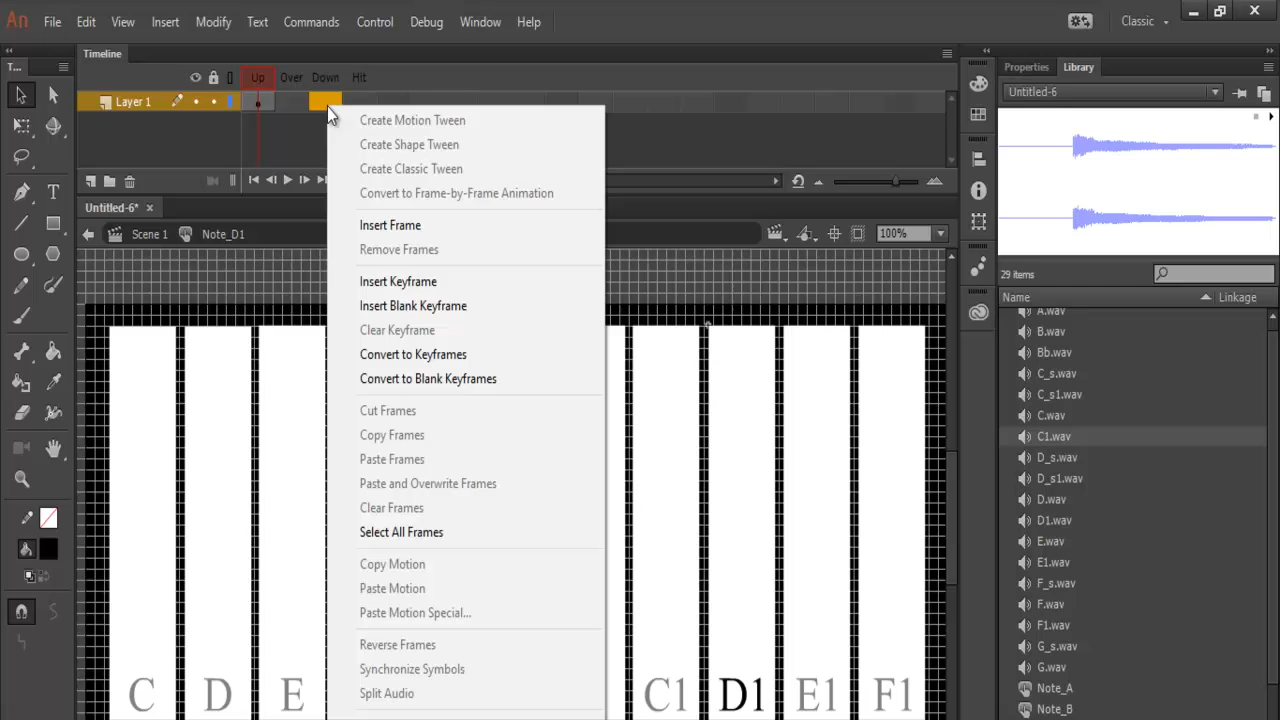 An File Edit View Insert Modify Text Commands Control Debug Window Help Classic
T... Timeline Properties Library
Up Over Down Hit
Untitled-6
Layer 1
Create Motion Tween
Create Shape Tween
Create Classic Tween
Convert to Frame-by-Frame Animation
Insert Frame
Remove Frames
Insert Keyframe
Insert Blank Keyframe
Clear Keyframe
Convert to Keyframes
Convert to Blank Keyframes
Cut Frames
Copy Frames
Paste Frames
Paste and Overwrite Frames
Clear Frames
Select All Frames
Copy Motion
Paste Motion
Paste Motion Special...
Reverse Frames
Synchronize Symbols
Split Audio
Untitled-6*
Scene 1 Note_D1 100%
29 items
Name Linkage
A.wav
B.wav
Bb.wav
C_s.wav
C_s1.wav
C.wav
C1.wav
D_s.wav
D_s1.wav
D.wav
D1.wav
E.wav
E1.wav
F_s.wav
F.wav
F1.wav
G_s.wav
G.wav
Note_A
Note_B
C D E C1 D1 E1 F1